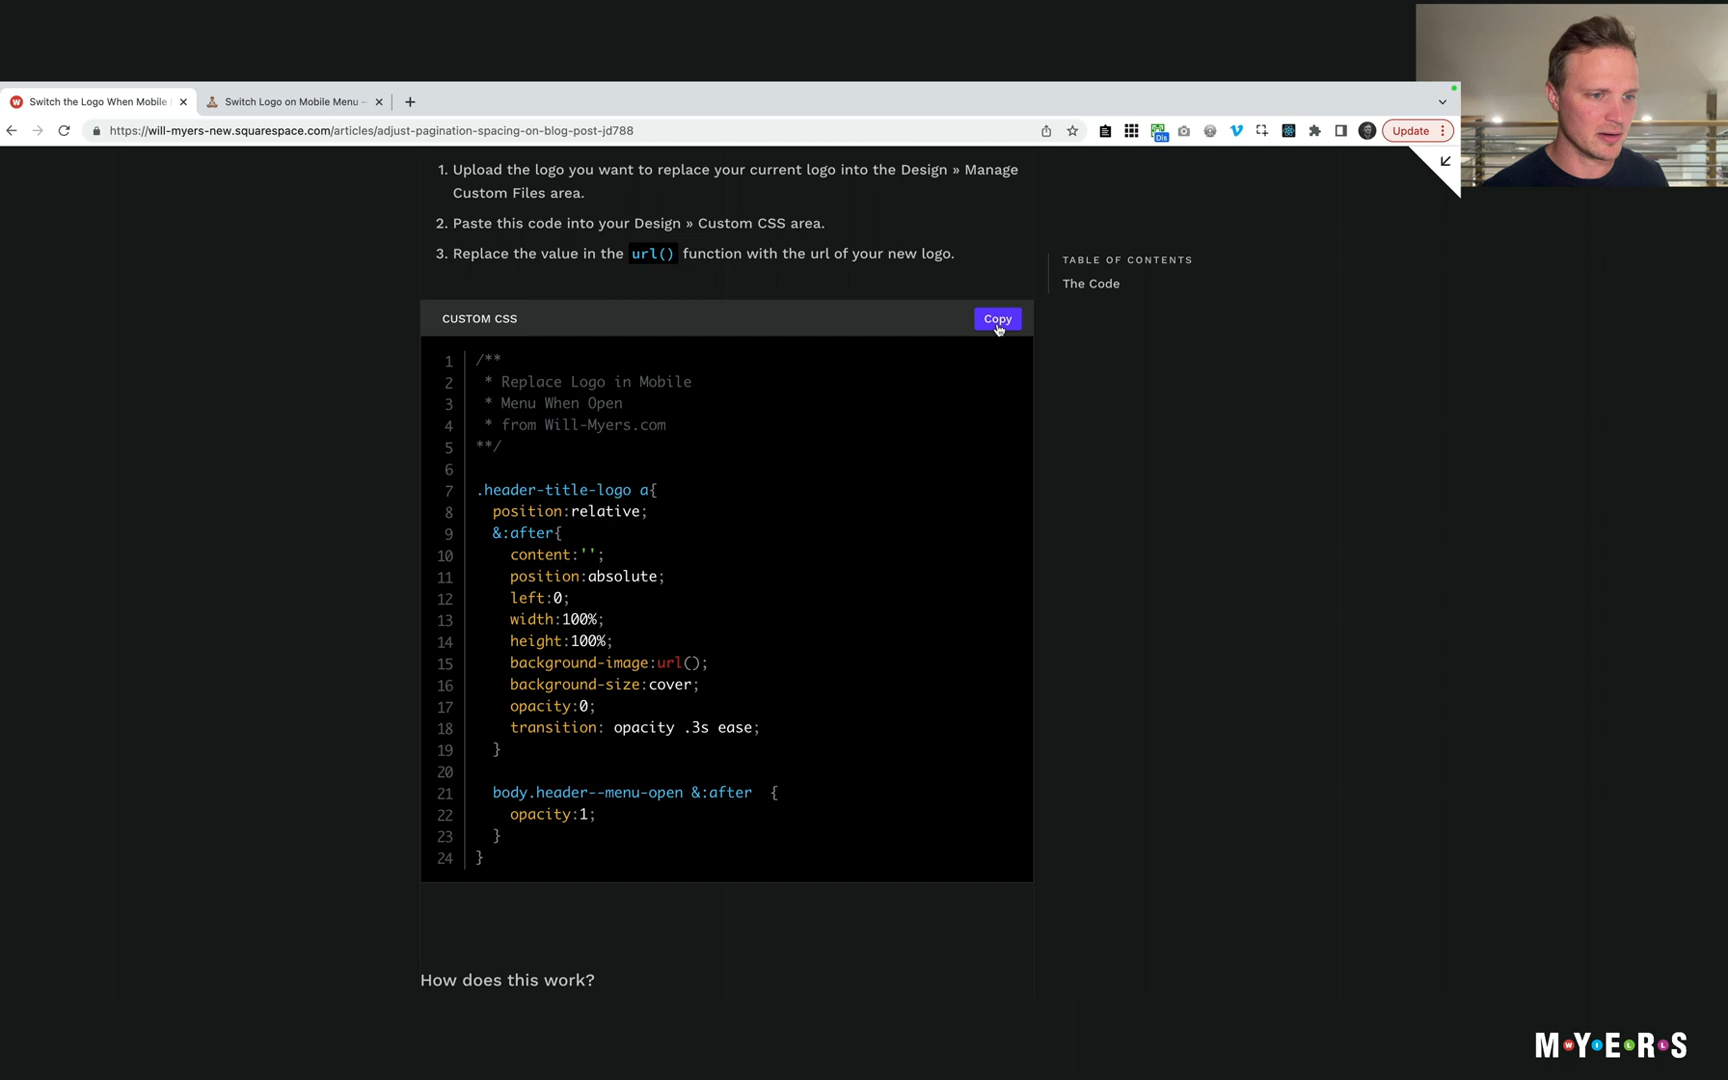 Switch the Logo When Mobile
Switch Logo on Mobile Menu –
https://will-myers-new.squarespace.com/articles/adjust-pagination-spacing-on-blog-post-jd788
Dis
Update
1. Upload the logo you want to replace your current logo into the Design » Manage
Custom Files area.
2. Paste this code into your Design » Custom CSS area.
3. Replace the value in the url() function with the url of your new logo.
TABLE OF CONTENTS
The Code
CUSTOM CSS
Copy
1 /**
2 * Replace Logo in Mobile
3 * Menu When Open
4 * from Will-Myers.com
5 **/
6
7 .header-title-logo a{
8 position:relative;
9 &:after{
10 content:'';
11 position:absolute;
12 left:0;
13 width:100%;
14 height:100%;
15 background-image:url();
16 background-size:cover;
17 opacity:0;
18 transition: opacity .3s ease;
19 }
20
21 body.header--menu-open &:after {
22 opacity:1;
23 }
24 }
How does this work?
MWYIELRLS